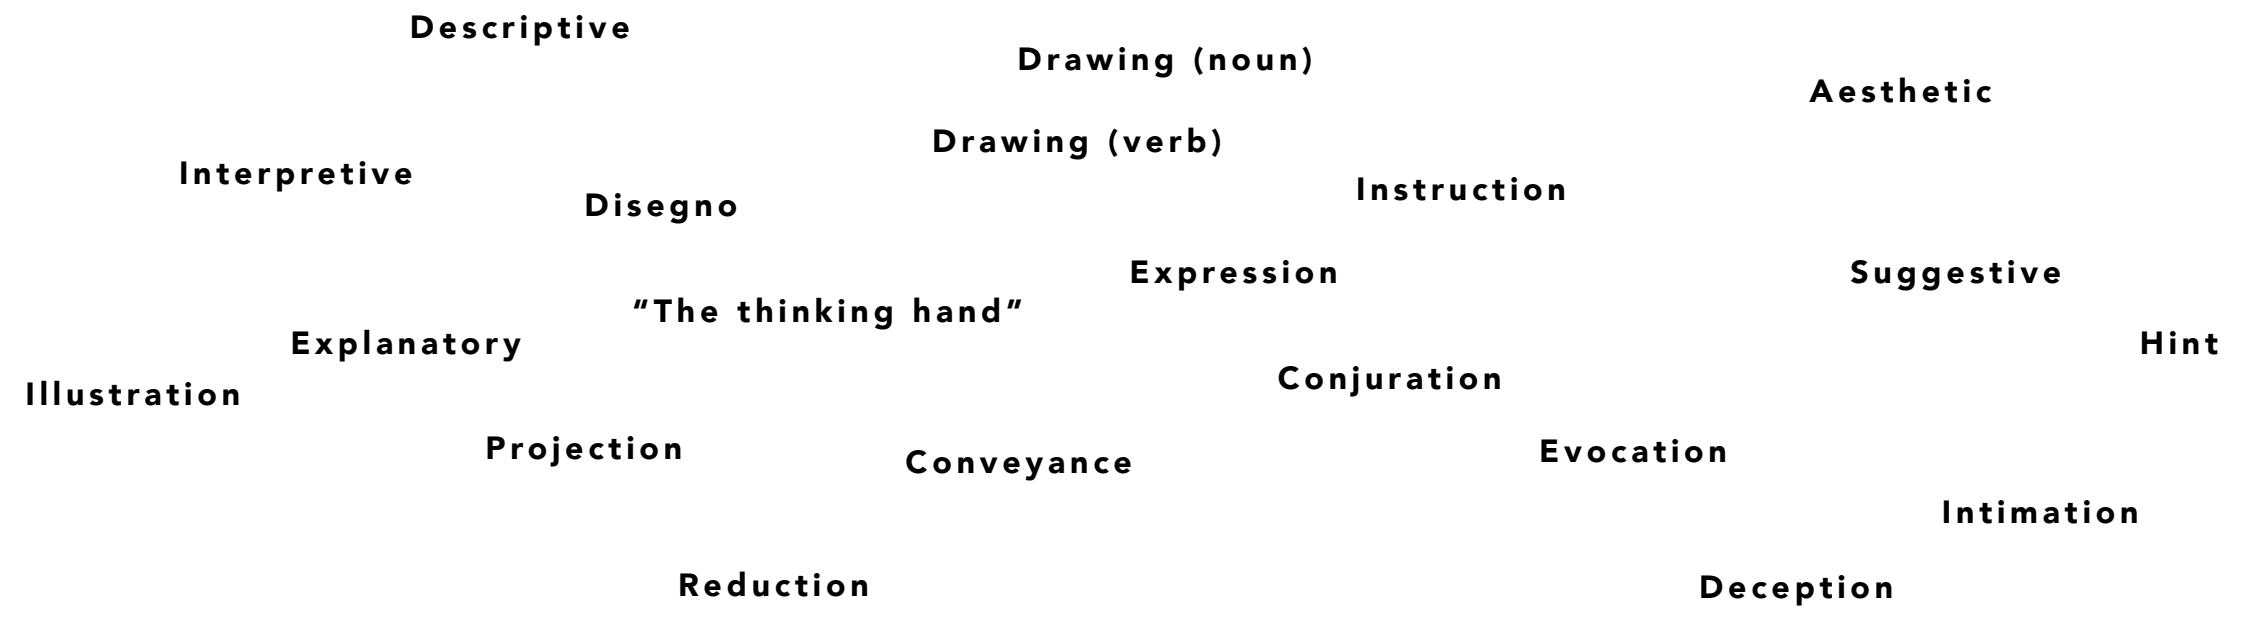 Descriptive
Drawing (noun)
Aesthetic
Drawing (verb)
Interpretive
Instruction
Disegno
Expression
Suggestive
“The thinking hand”
Explanatory
Hint
Conjuration
Illustration
Projection
Evocation
Conveyance
Intimation
Reduction
Deception